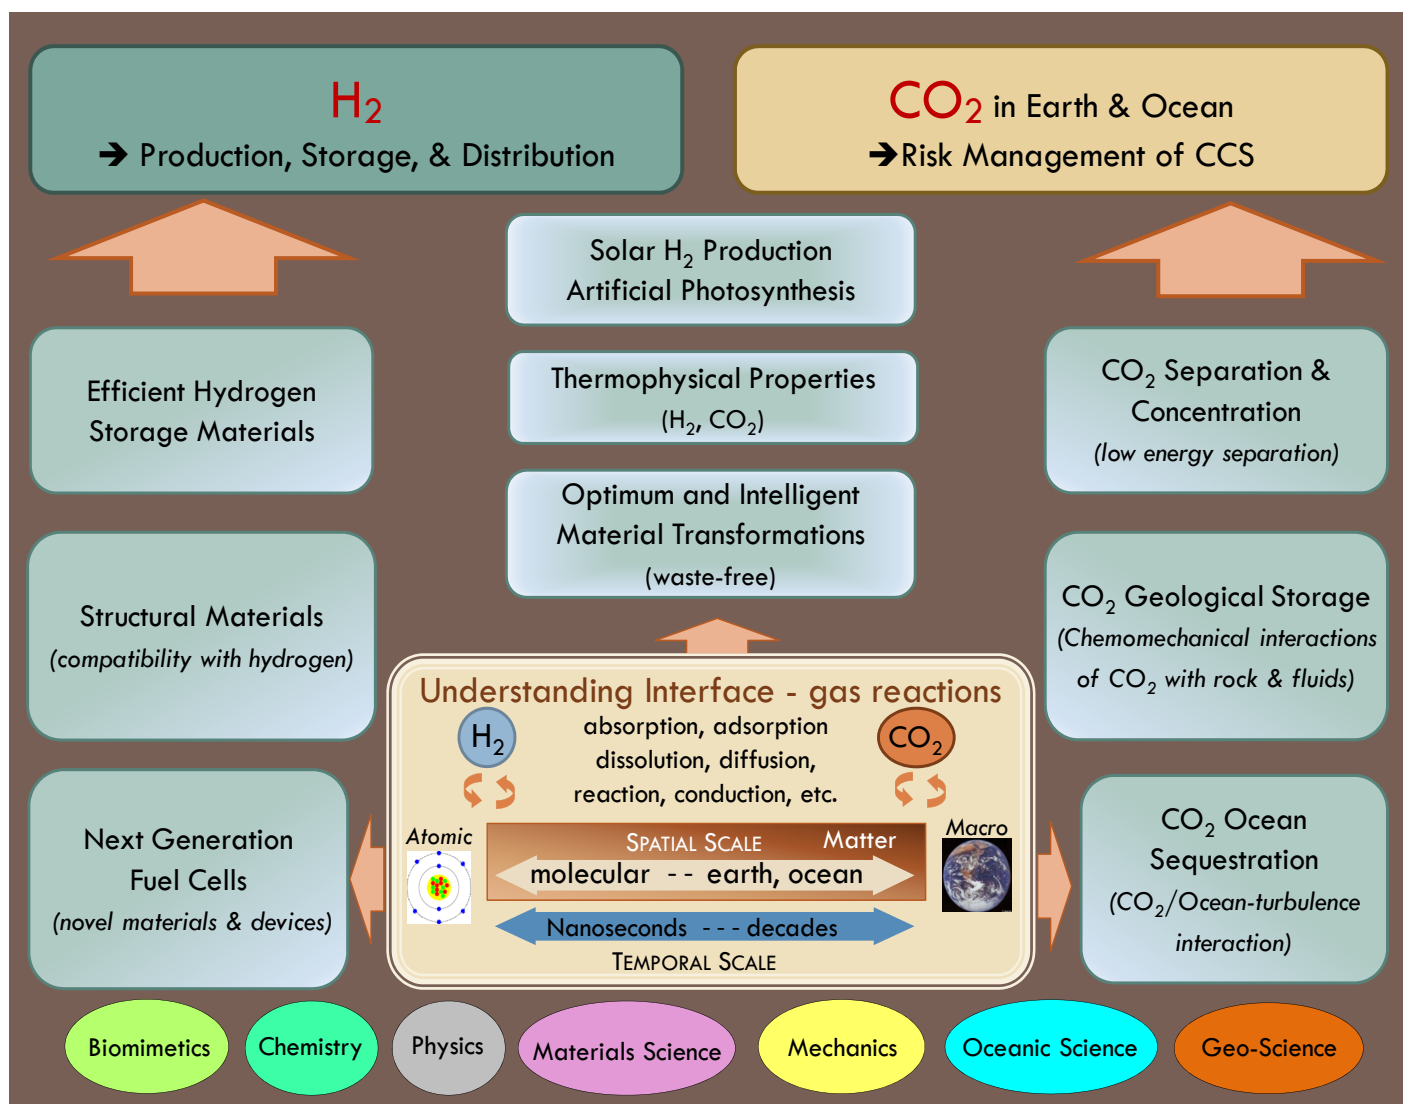 H₂
➔ Production, Storage, & Distribution
CO₂ in Earth & Ocean
➔Risk Management of CCS
Solar H₂ Production
Artificial Photosynthesis
Thermophysical Properties
(H₂, CO₂)
Optimum and Intelligent
Material Transformations
(waste-free)
Efficient Hydrogen
Storage Materials
Structural Materials
(compatibility with hydrogen)
Next Generation
Fuel Cells
(novel materials & devices)
CO₂ Separation &
Concentration
(low energy separation)
CO₂ Geological Storage
(Chemomechanical interactions
of CO₂ with rock & fluids)
CO₂ Ocean
Sequestration
(CO₂/Ocean-turbulence
interaction)
Understanding Interface - gas reactions
H₂
absorption, adsorption
dissolution, diffusion,
reaction, conduction, etc.
CO₂
Atomic
SPATIAL SCALE
Matter
Macro
molecular - - earth, ocean
Nanoseconds - - - decades
TEMPORAL SCALE
Biomimetics
Chemistry
Physics
Materials Science
Mechanics
Oceanic Science
Geo-Science